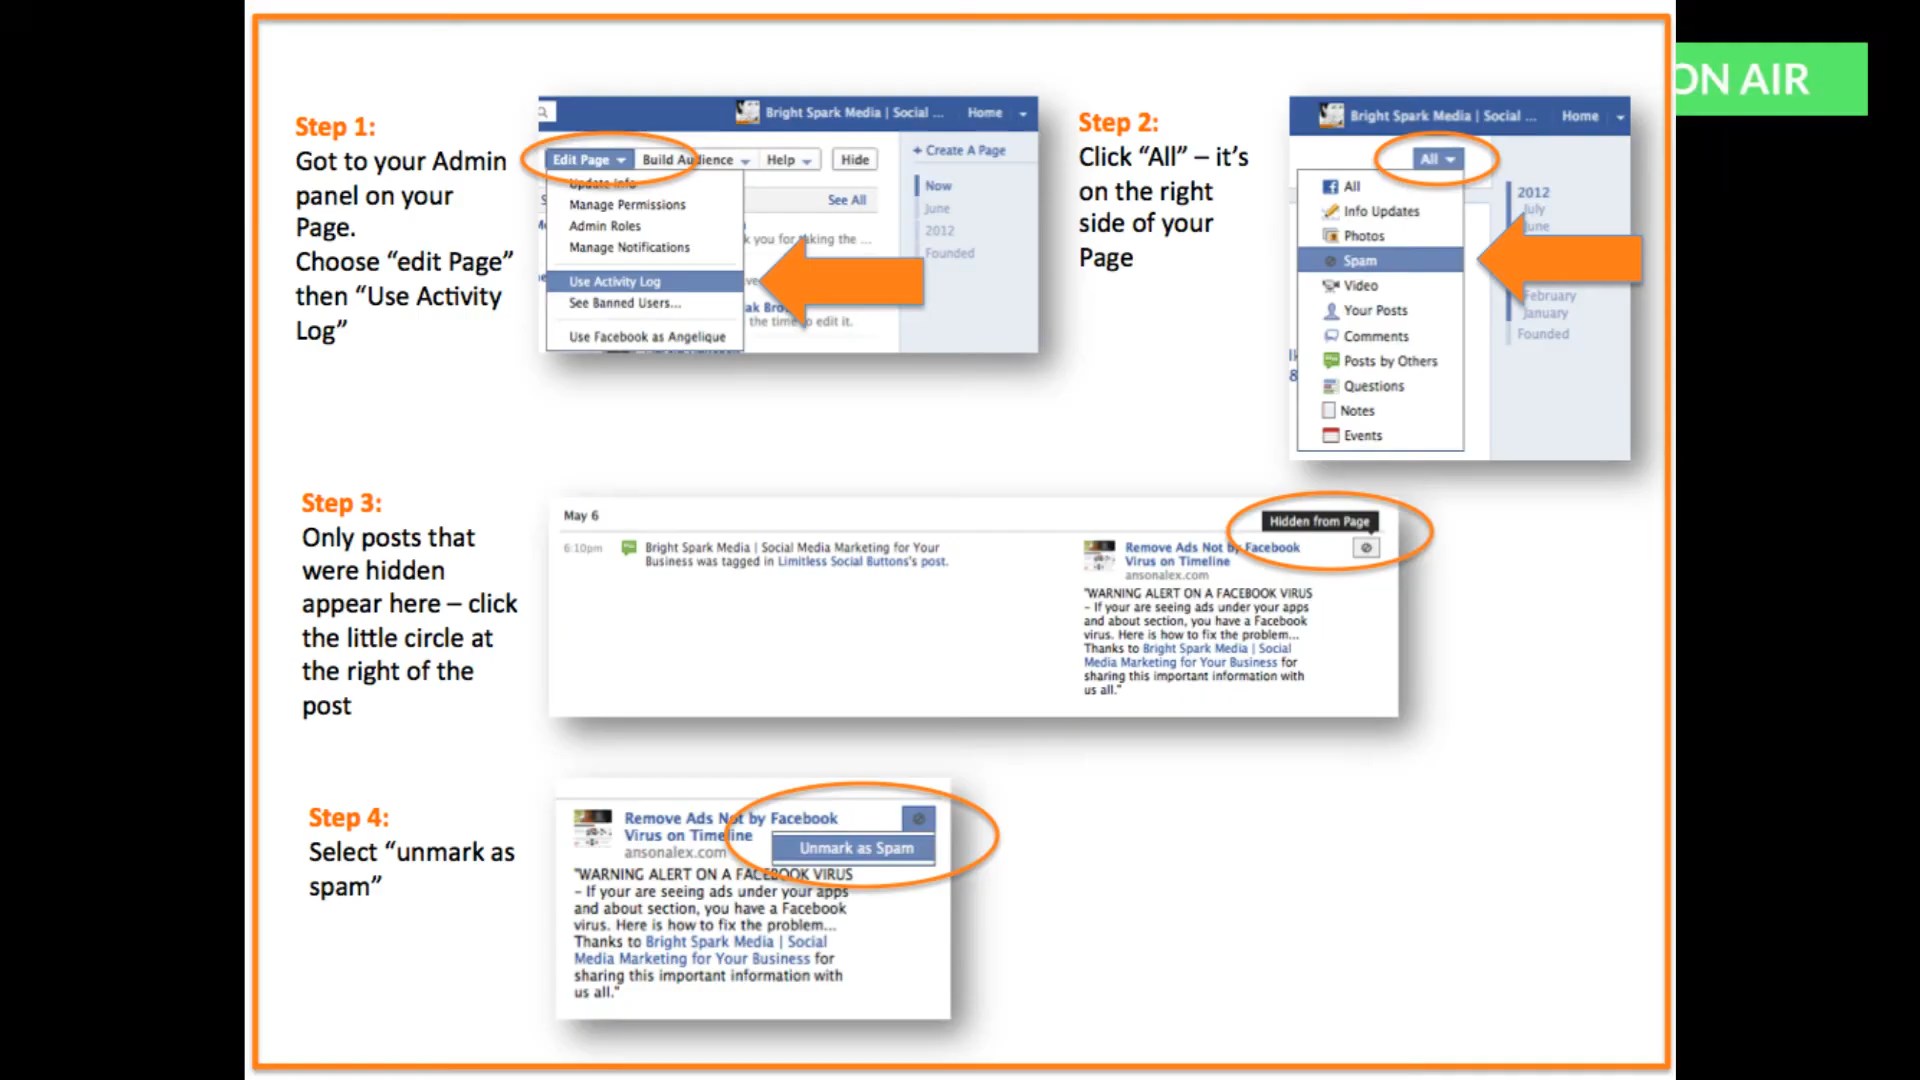 ON AIR
Step 1:
Got to your Admin
panel on your
Page.
Choose “edit Page”
then “Use Activity
Log”
Bright Spark Media | Social ...
Home
Edit Page
Build Audience
Help
Hide
+ Create A Page
Update Info
See All
Manage Permissions
Admin Roles
Manage Notifications
Use Activity Log
See Banned Users...
Use Facebook as Angelique
k you for taking the ...
the time to edit it.
Now
June
2012
Founded
Step 2:
Click “All” – it’s
on the right
side of your
Page
Bright Spark Media | Social ...
Home
All
All
Info Updates
Photos
Spam
Video
Your Posts
Comments
Posts by Others
Questions
Notes
Events
2012
July
June
February
January
Founded
Step 3:
Only posts that
were hidden
appear here – click
the little circle at
the right of the
post
May 6
Hidden from Page
6:10pm
Bright Spark Media | Social Media Marketing for Your
Business was tagged in Limitless Social Buttons's post.
Remove Ads Not by Facebook
Virus on Timeline
ansonalex.com
"WARNING ALERT ON A FACEBOOK VIRUS
– If your are seeing ads under your apps
and about section, you have a Facebook
virus. Here is how to fix the problem...
Thanks to Bright Spark Media | Social
Media Marketing for Your Business for
sharing this important information with
us all."
Step 4:
Select “unmark as
spam”
Remove Ads Not by Facebook
Virus on Timeline
ansonalex.com
Unmark as Spam
"WARNING ALERT ON A FACEBOOK VIRUS
– If your are seeing ads under your apps
and about section, you have a Facebook
virus. Here is how to fix the problem...
Thanks to Bright Spark Media | Social
Media Marketing for Your Business for
sharing this important information with
us all."